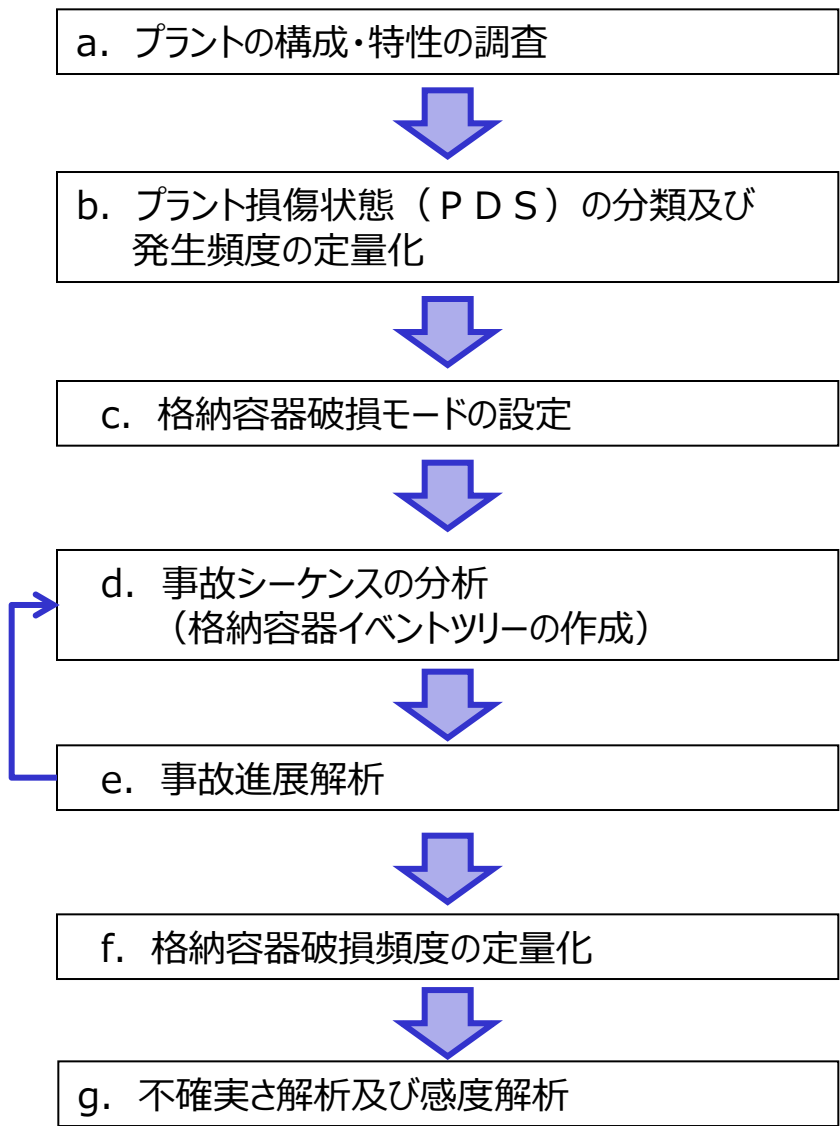 a. プラントの構成・特性の調査
b. プラント損傷状態（ＰＤＳ）の分類及び
発生頻度の定量化
c. 格納容器破損モードの設定
d. 事故シーケンスの分析
（格納容器イベントツリーの作成）
e. 事故進展解析
f. 格納容器破損頻度の定量化
g. 不確実さ解析及び感度解析